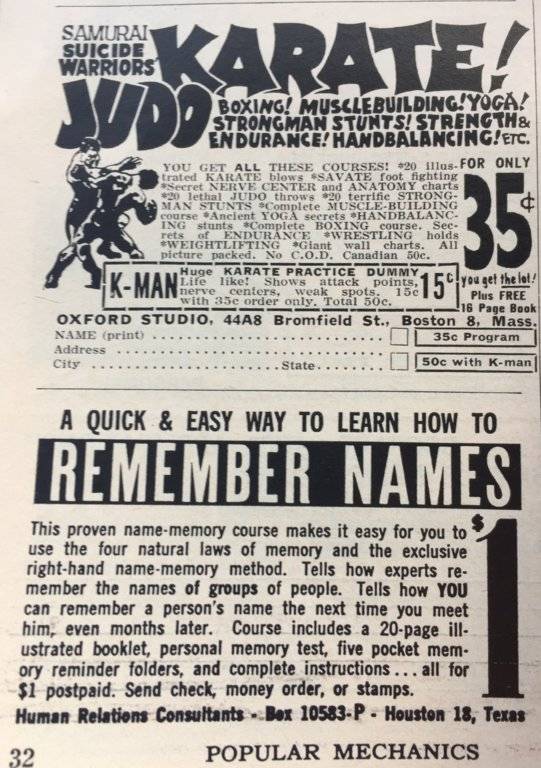 SAMURAI
SUICIDE
WARRIORS'
KARATE!
JUDO
BOXING! MUSCLEBUILDING! YOGA!
STRONGMAN STUNTS! STRENGTH &
ENDURANCE! HANDBALANCING! ETC.
YOU GET ALL THESE COURSES! *20 illus-
trated KARATE blows *SAVATE foot fighting
*Secret NERVE CENTER and ANATOMY charts
*20 lethal JUDO throws *20 terrific STRONG-
MAN STUNTS *Complete MUSCLE-BUILDING
course *Ancient YOGA secrets *HANDBALANC-
ING stunts *Complete BOXING course. Sec-
rets of ENDURANCE *WRESTLING holds
*WEIGHTLIFTING *Giant wall charts. All
picture packed. No C.O.D. Canadian 50c.
FOR ONLY
35¢
you get the lot!
Plus FREE
16 Page Book
K-MAN
Huge KARATE PRACTICE DUMMY
Life like! Shows attack points,
nerve centers, weak spots. 15c
with 35c order only. Total 50c.
15c
OXFORD STUDIO, 44A8 Bromfield St., Boston 8, Mass.
NAME (print)
35c Program
Address
City State
50c with K-man
A QUICK & EASY WAY TO LEARN HOW TO
REMEMBER NAMES
This proven name-memory course makes it easy for you to
use the four natural laws of memory and the exclusive
right-hand name-memory method. Tells how experts re-
member the names of groups of people. Tells how YOU
can remember a person's name the next time you meet
him, even months later. Course includes a 20-page ill-
ustrated booklet, personal memory test, five pocket mem-
ory reminder folders, and complete instructions... all for
$1 postpaid. Send check, money order, or stamps.
$1
Human Relations Consultants - Box 10583-P - Houston 18, Texas
32 POPULAR MECHANICS